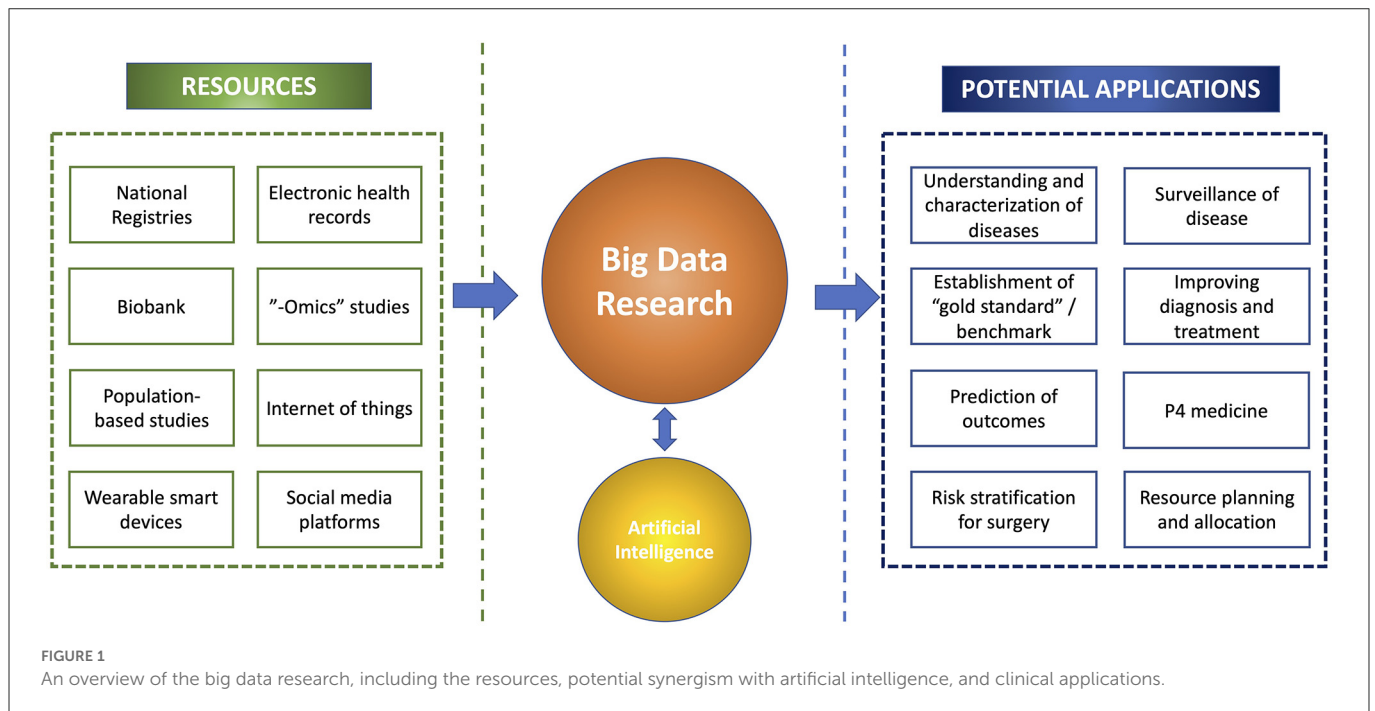 RESOURCES
National
Registries
Electronic health
records
Biobank
”-Omics” studies
Population-
based studies
Internet of things
Wearable smart
devices
Social media
platforms
Big Data
Research
Artificial
Intelligence
POTENTIAL APPLICATIONS
Understanding and
characterization of
diseases
Surveillance of
disease
Establishment of
“gold standard” /
benchmark
Improving
diagnosis and
treatment
Prediction of
outcomes
P4 medicine
Risk stratification
for surgery
Resource planning
and allocation
FIGURE 1
An overview of the big data research, including the resources, potential synergism with artificial intelligence, and clinical applications.